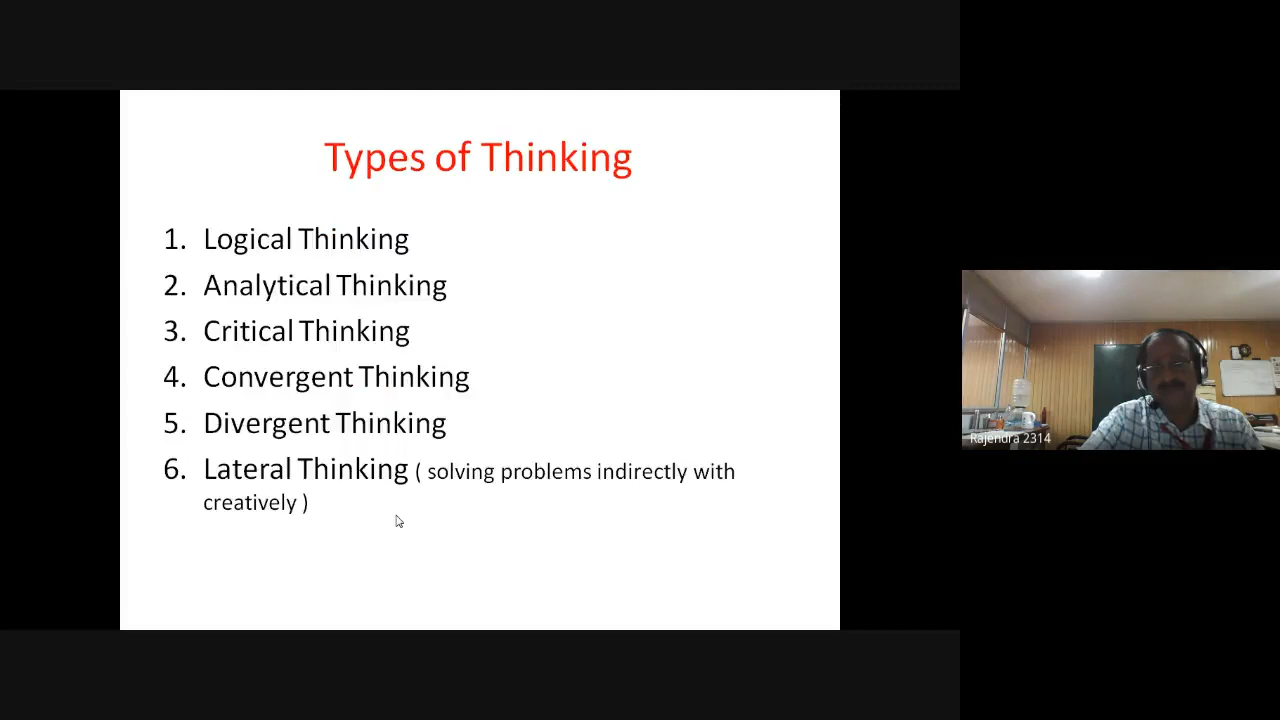 Types of Thinking
1. Logical Thinking
2. Analytical Thinking
3. Critical Thinking
4. Convergent Thinking
5. Divergent Thinking
6. Lateral Thinking ( solving problems indirectly with
creatively )
Rajendra 2314